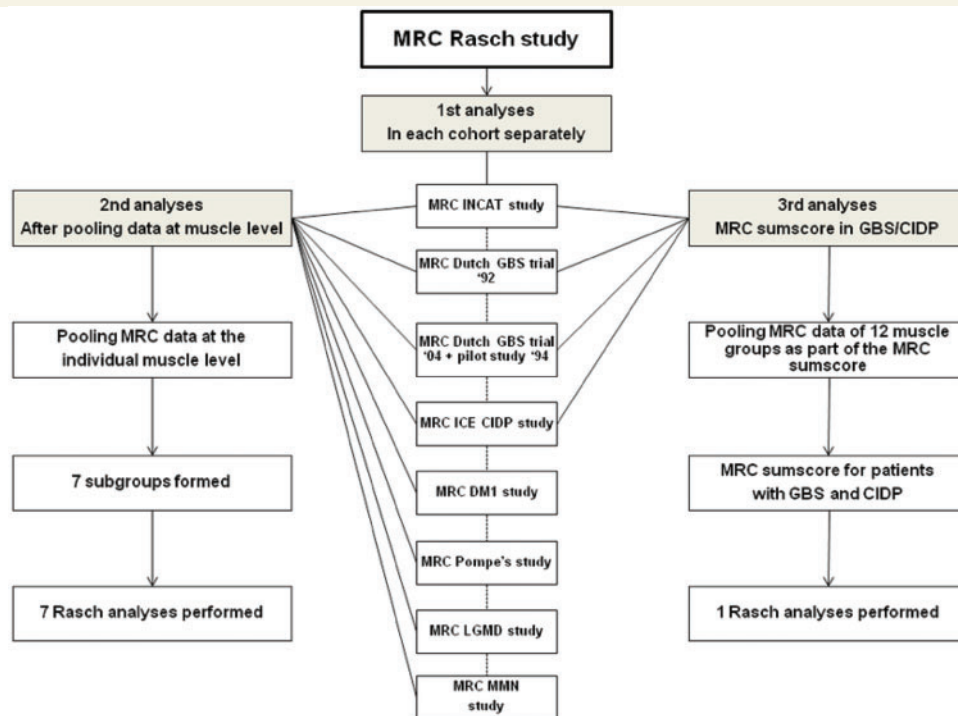 MRC Rasch study
1st analyses
In each cohort separately
2nd analyses
After pooling data at muscle level
Pooling MRC data at the
individual muscle level
7 subgroups formed
7 Rasch analyses performed
MRC INCAT study
MRC Dutch GBS trial
'92
MRC Dutch GBS trial
'04 + pilot study '94
MRC ICE CIDP study
MRC DM1 study
MRC Pompe's study
MRC LGMD study
MRC MMN
study
3rd analyses
MRC sumscore in GBS/CIDP
Pooling MRC data of 12 muscle
groups as part of the MRC
sumscore
MRC sumscore for patients
with GBS and CIDP
1 Rasch analyses performed